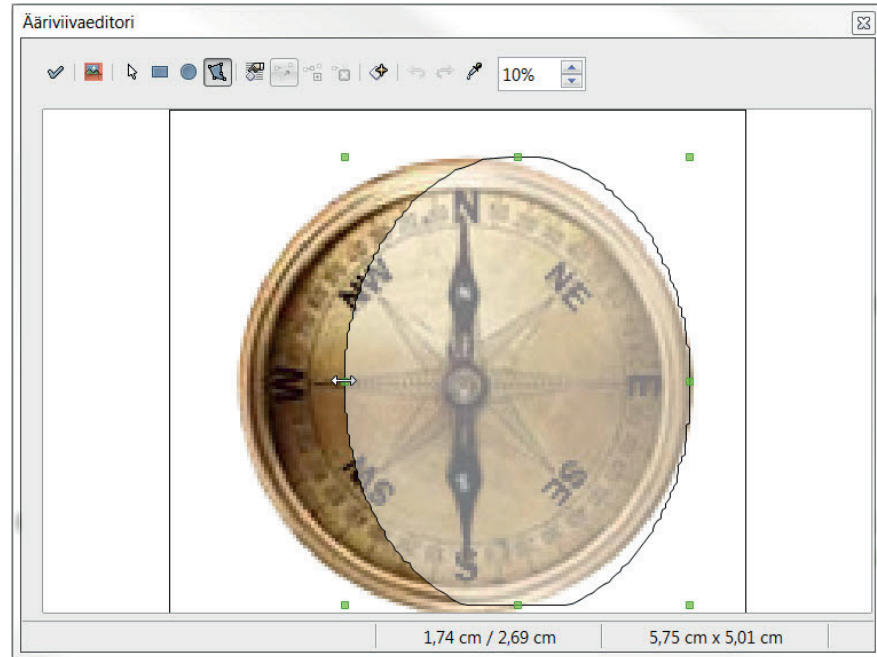 Ääriviivaeditori
10%
N
NW
NE
W
E
SW
SE
S
1,74 cm / 2,69 cm
5,75 cm x 5,01 cm